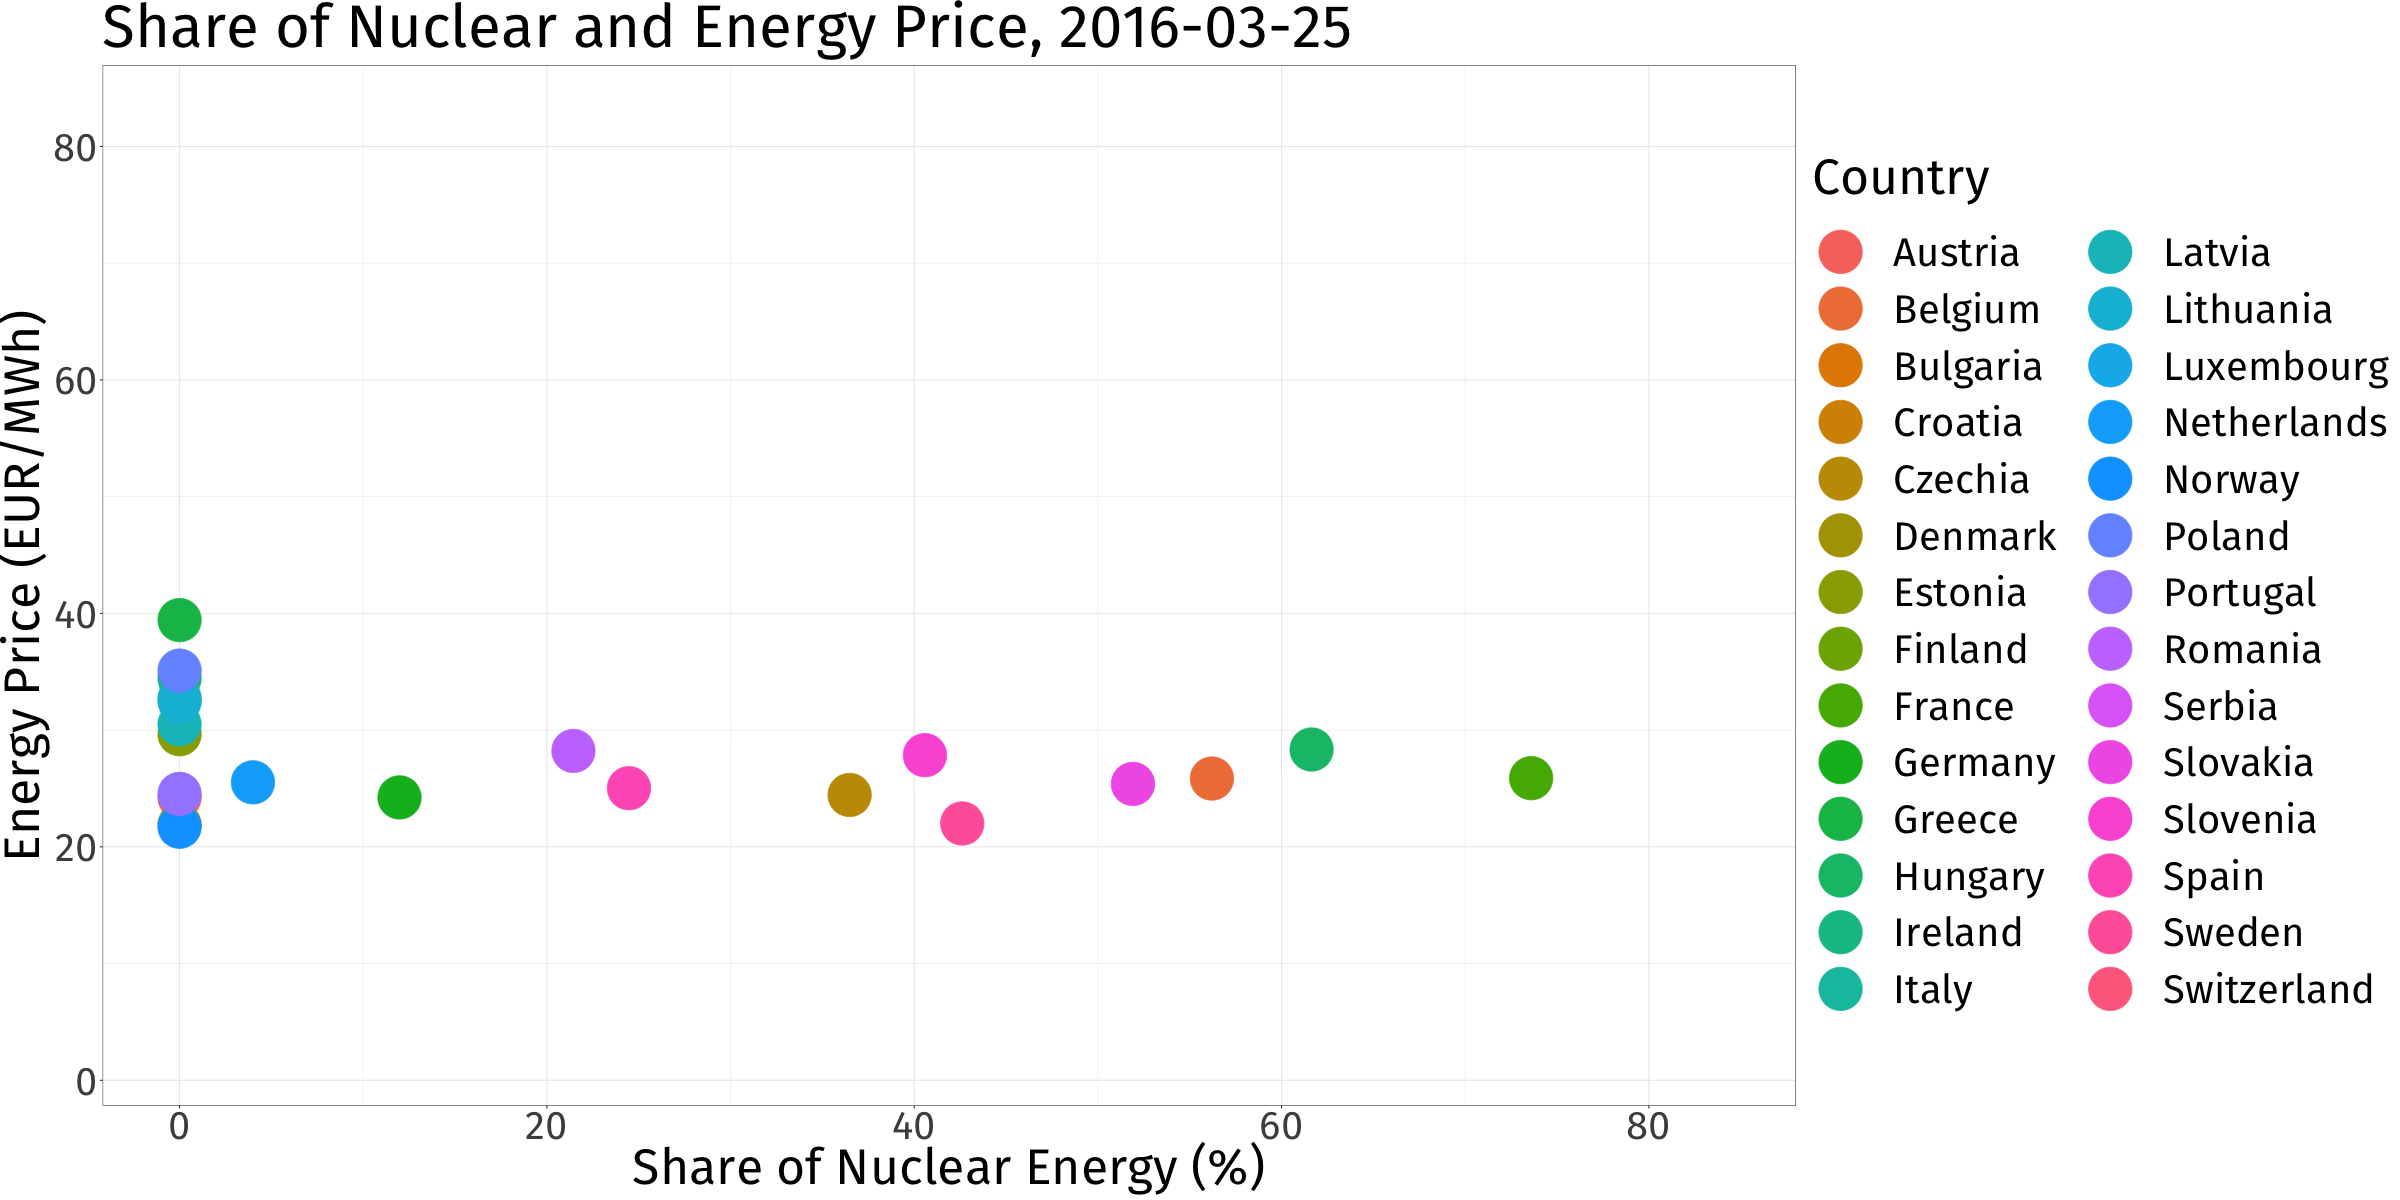 Share of Nuclear and Energy Price, 2016-03-25
Energy Price (EUR/MWh)
80
60
40
20
0
0 20 40 60 80
Share of Nuclear Energy (%)
Country
Austria
Belgium
Bulgaria
Croatia
Czechia
Denmark
Estonia
Finland
France
Germany
Greece
Hungary
Ireland
Italy
Latvia
Lithuania
Luxembourg
Netherlands
Norway
Poland
Portugal
Romania
Serbia
Slovakia
Slovenia
Spain
Sweden
Switzerland